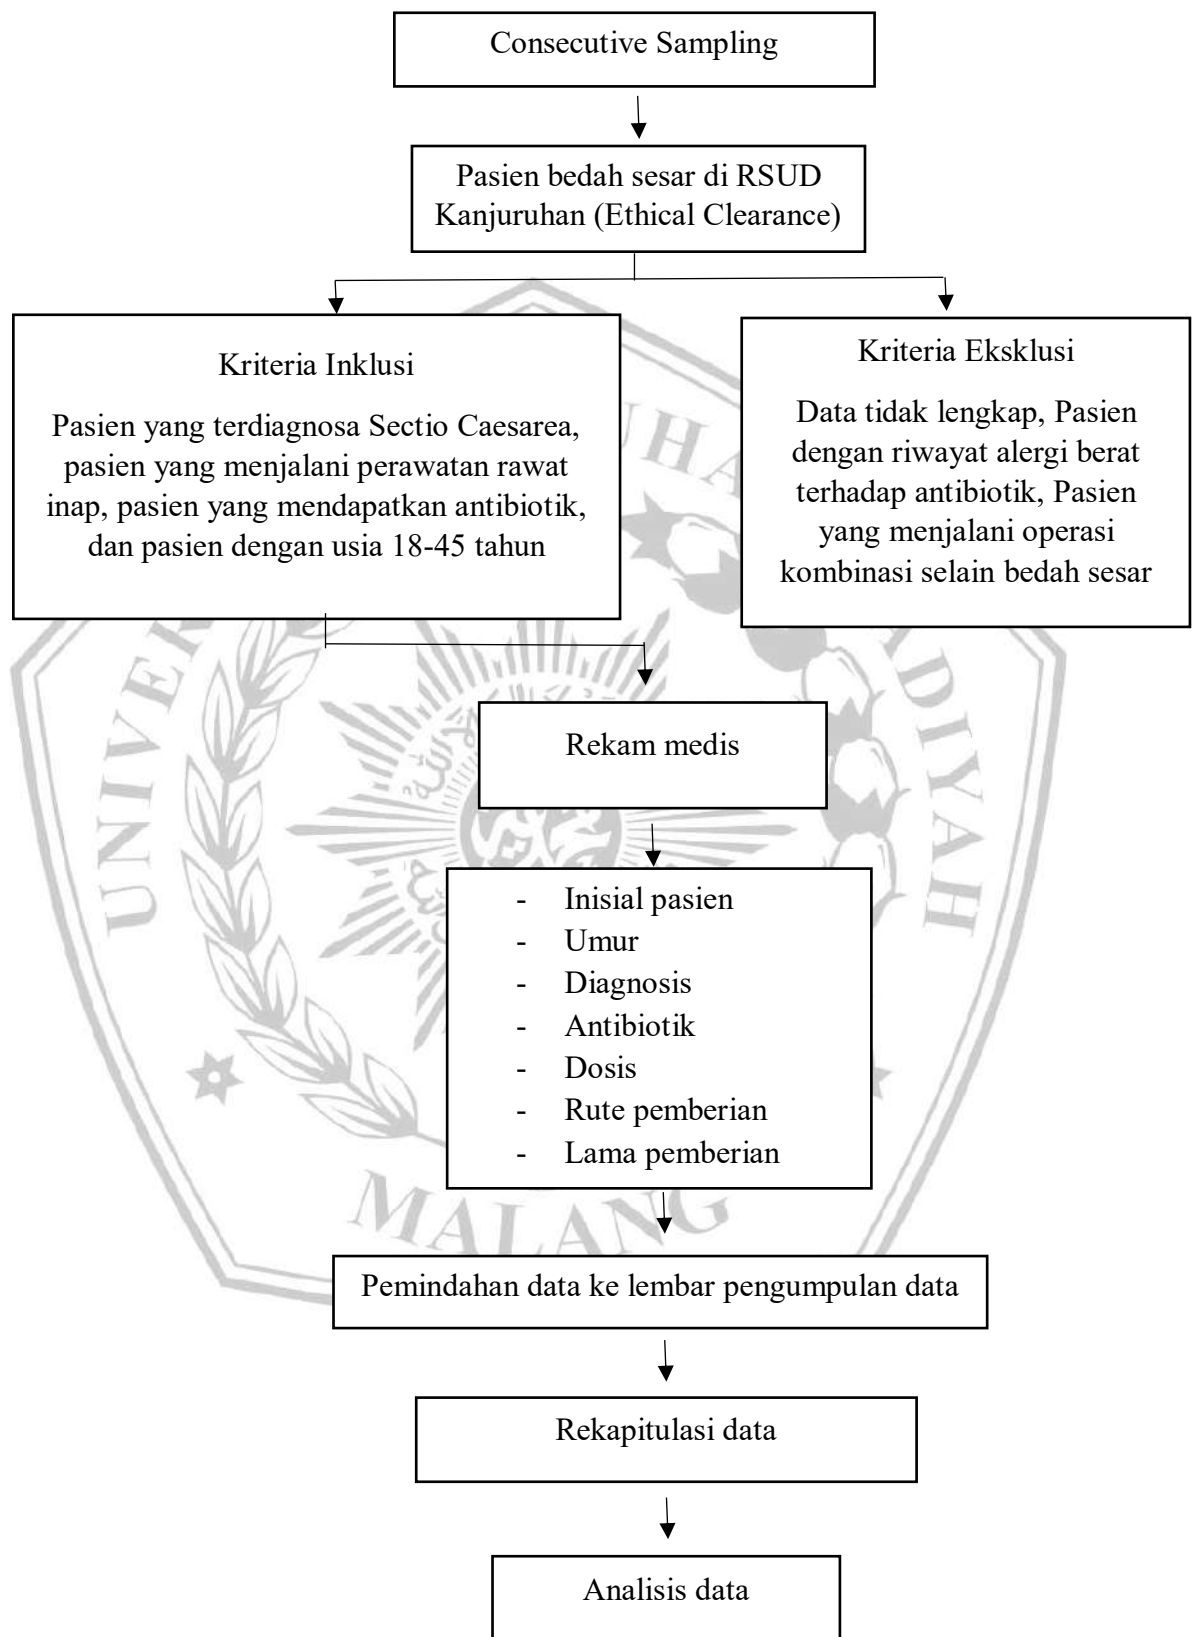 Consecutive Sampling
Pasien bedah sesar di RSUD
Kanjuruhan (Ethical Clearance)
Kriteria Inklusi
Pasien yang terdiagnosa Sectio Caesarea,
pasien yang menjalani perawatan rawat
inap, pasien yang mendapatkan antibiotik,
dan pasien dengan usia 18-45 tahun
Kriteria Eksklusi
Data tidak lengkap, Pasien
dengan riwayat alergi berat
terhadap antibiotik, Pasien
yang menjalani operasi
kombinasi selain bedah sesar
Rekam medis
- Inisial pasien
- Umur
- Diagnosis
- Antibiotik
- Dosis
- Rute pemberian
- Lama pemberian
Pemindahan data ke lembar pengumpulan data
Rekapitulasi data
Analisis data
MALANG